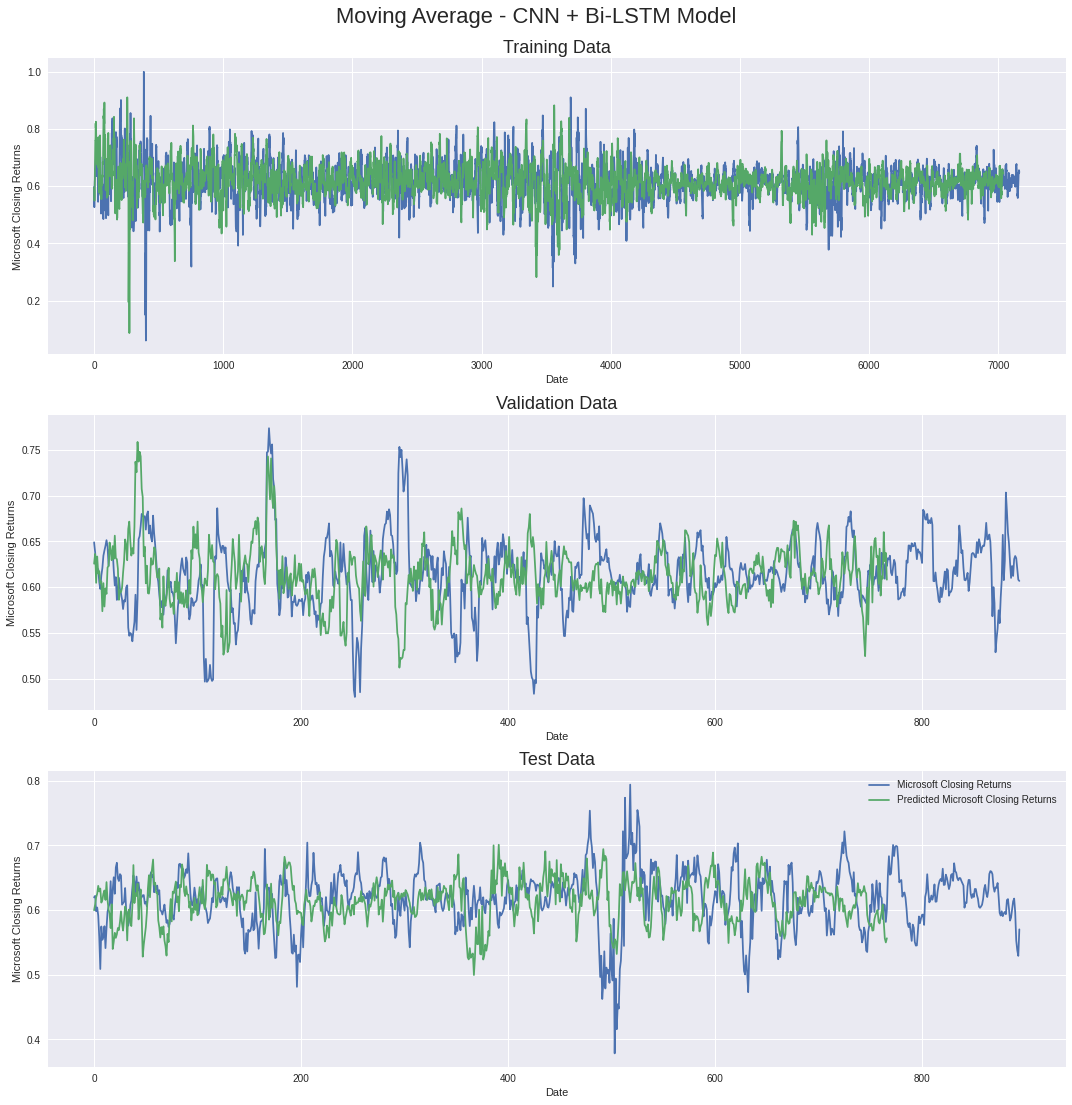 Moving Average - CNN + Bi-LSTM Model
Training Data
1.0
0.8
0.6
0.4
0.2
Microsoft Closing Returns
0 1000 2000 3000 4000 5000 6000 7000
Date
Validation Data
0.75
0.70
0.65
0.60
0.55
0.50
Microsoft Closing Returns
0 200 400 600 800
Date
Test Data
0.8
0.7
0.6
0.5
0.4
Microsoft Closing Returns
Microsoft Closing Returns
Predicted Microsoft Closing Returns
0 200 400 600 800
Date